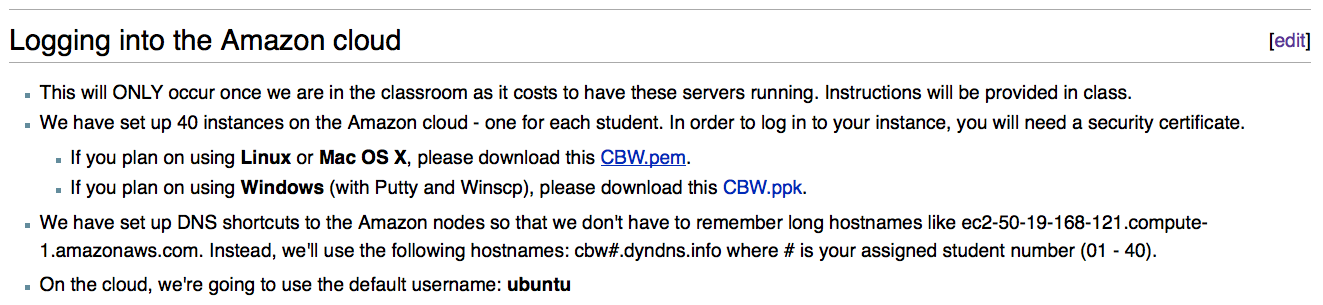 Logging into the Amazon cloud [edit]
This will ONLY occur once we are in the classroom as it costs to have these servers running. Instructions will be provided in class.
We have set up 40 instances on the Amazon cloud - one for each student. In order to log in to your instance, you will need a security certificate.
If you plan on using Linux or Mac OS X, please download this CBW.pem.
If you plan on using Windows (with Putty and Winscp), please download this CBW.ppk.
We have set up DNS shortcuts to the Amazon nodes so that we don't have to remember long hostnames like ec2-50-19-168-121.compute-
1.amazonaws.com. Instead, we'll use the following hostnames: cbw#.dyndns.info where # is your assigned student number (01 - 40).
On the cloud, we're going to use the default username: ubuntu